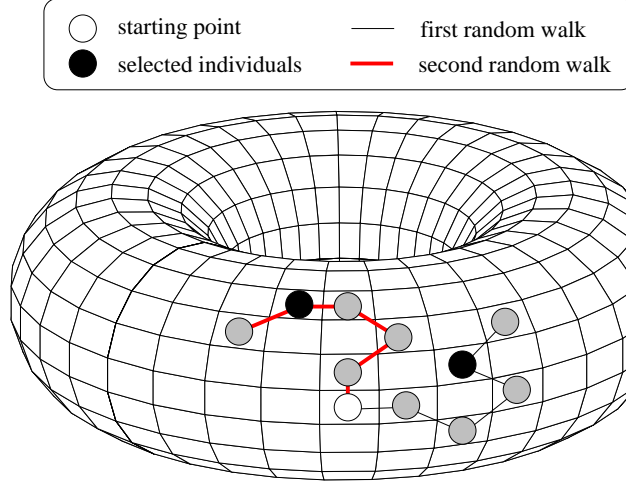 starting point
first random walk
selected individuals
second random walk